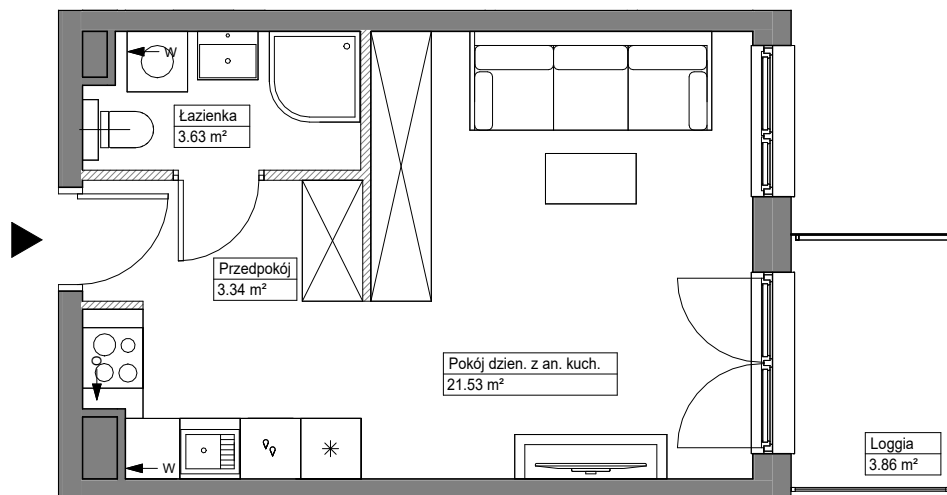 W
Łazienka
3.63 m²
Przedpokój
3.34 m²
Pokój dzien. z an. kuch.
21.53 m²
Loggia
3.86 m²
W